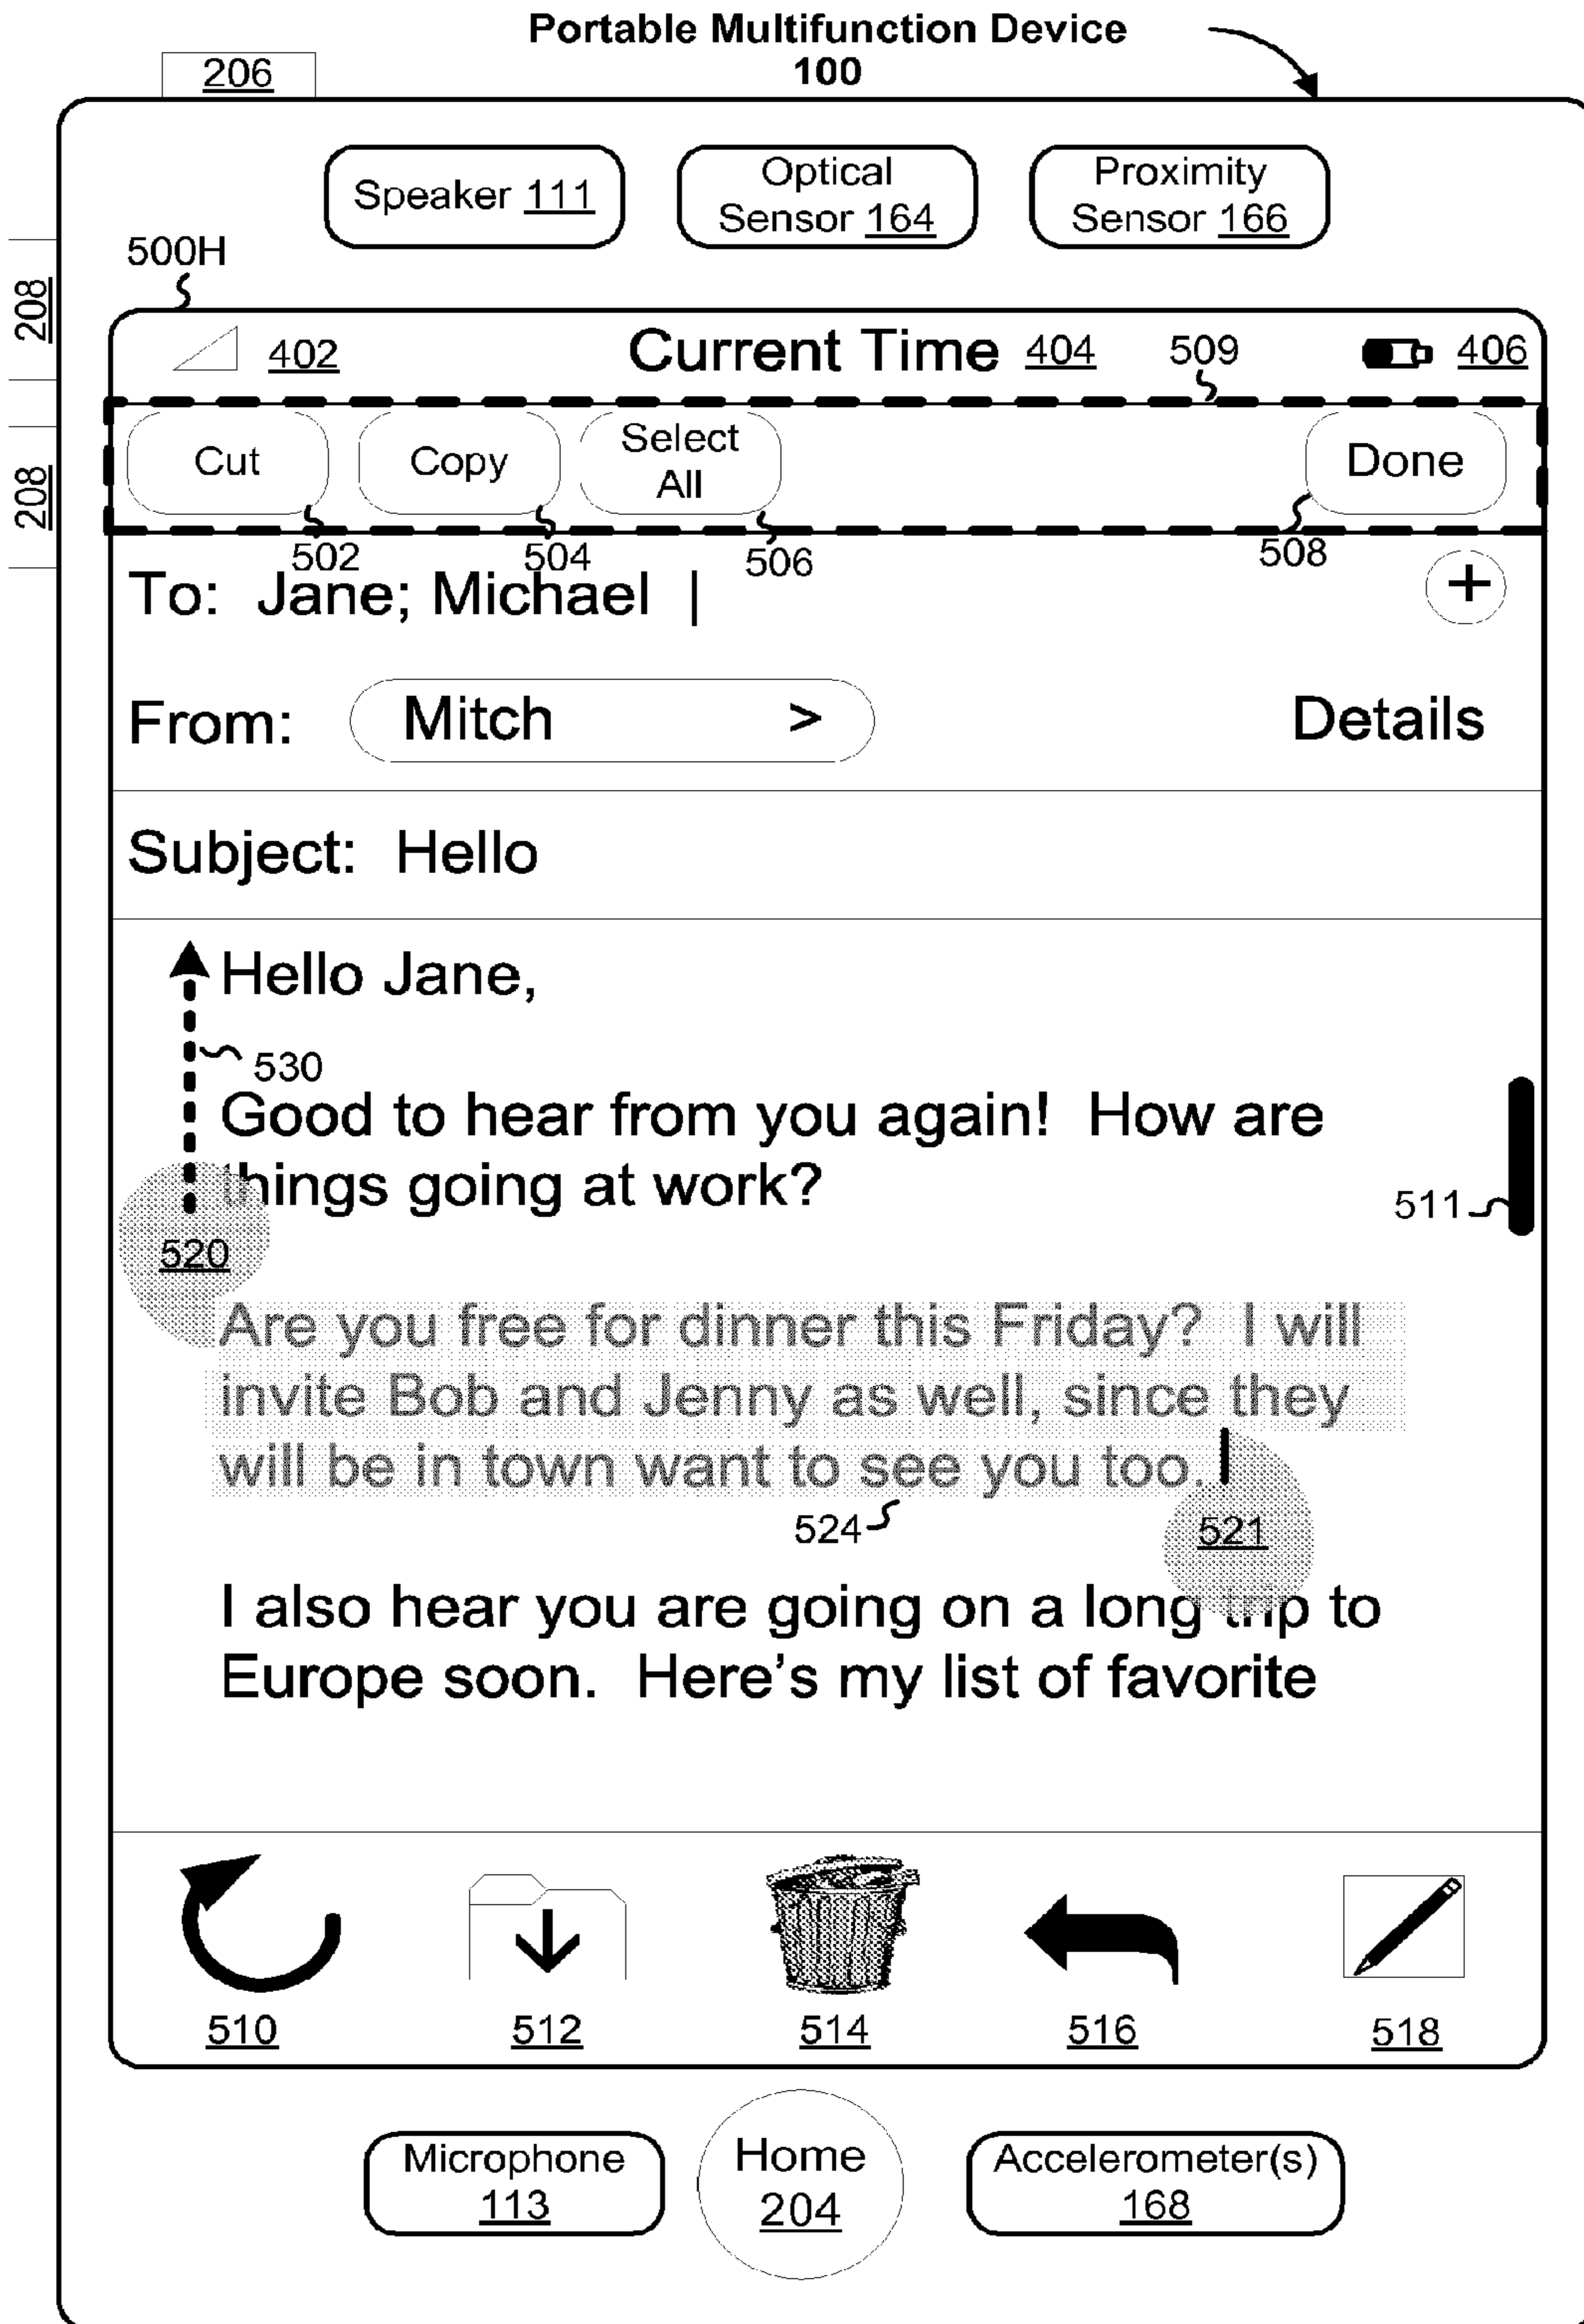 Portable Multifunction Device
100
206
Speaker 111
Optical
Sensor 164
Proximity
Sensor 166
208
208
500H
402
Current Time 404
509
406
Cut
Copy
Select
All
Done
502
504
506
508
To: Jane; Michael |
+
From: Mitch >
Details
Subject: Hello
Hello Jane,
530
Good to hear from you again! How are
things going at work?
511
520
Are you free for dinner this Friday? I will
invite Bob and Jenny as well, since they
will be in town want to see you too.
524
521
I also hear you are going on a long trip to
Europe soon. Here's my list of favorite
510
512
514
516
518
Microphone
113
Home
204
Accelerometer(s)
168